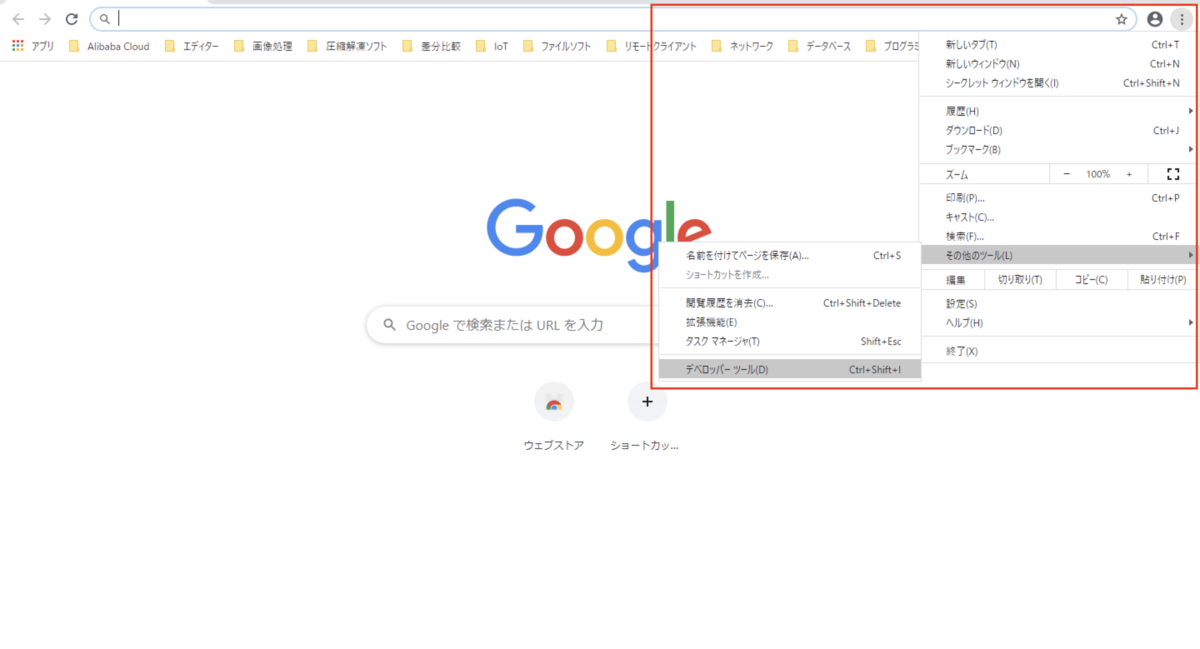 アプリ Alibaba Cloud エディター 画像処理 圧縮解凍ソフト 差分比較 IoT ファイルソフト リモートクライアント ネットワーク データベース プログラミ
新しいタブ(T) Ctrl+T
新しいウィンドウ(N) Ctrl+N
シークレット ウィンドウを開く(I) Ctrl+Shift+N
履歴(H)
ダウンロード(D) Ctrl+J
ブックマーク(B)
ズーム − 100% +
印刷(P)... Ctrl+P
キャスト(C)...
検索(F)... Ctrl+F
その他のツール(L)
編集 切り取り(T) コピー(C) 貼り付け(P)
設定(S)
ヘルプ(H)
終了(X)
名前を付けてページを保存(A)... Ctrl+S
ショートカットを作成...
閲覧履歴を消去(C)... Ctrl+Shift+Delete
拡張機能(E)
タスク マネージャ(T) Shift+Esc
デベロッパー ツール(D) Ctrl+Shift+I
Google
Google で検索または URL を入力
ウェブストア ショートカッ...